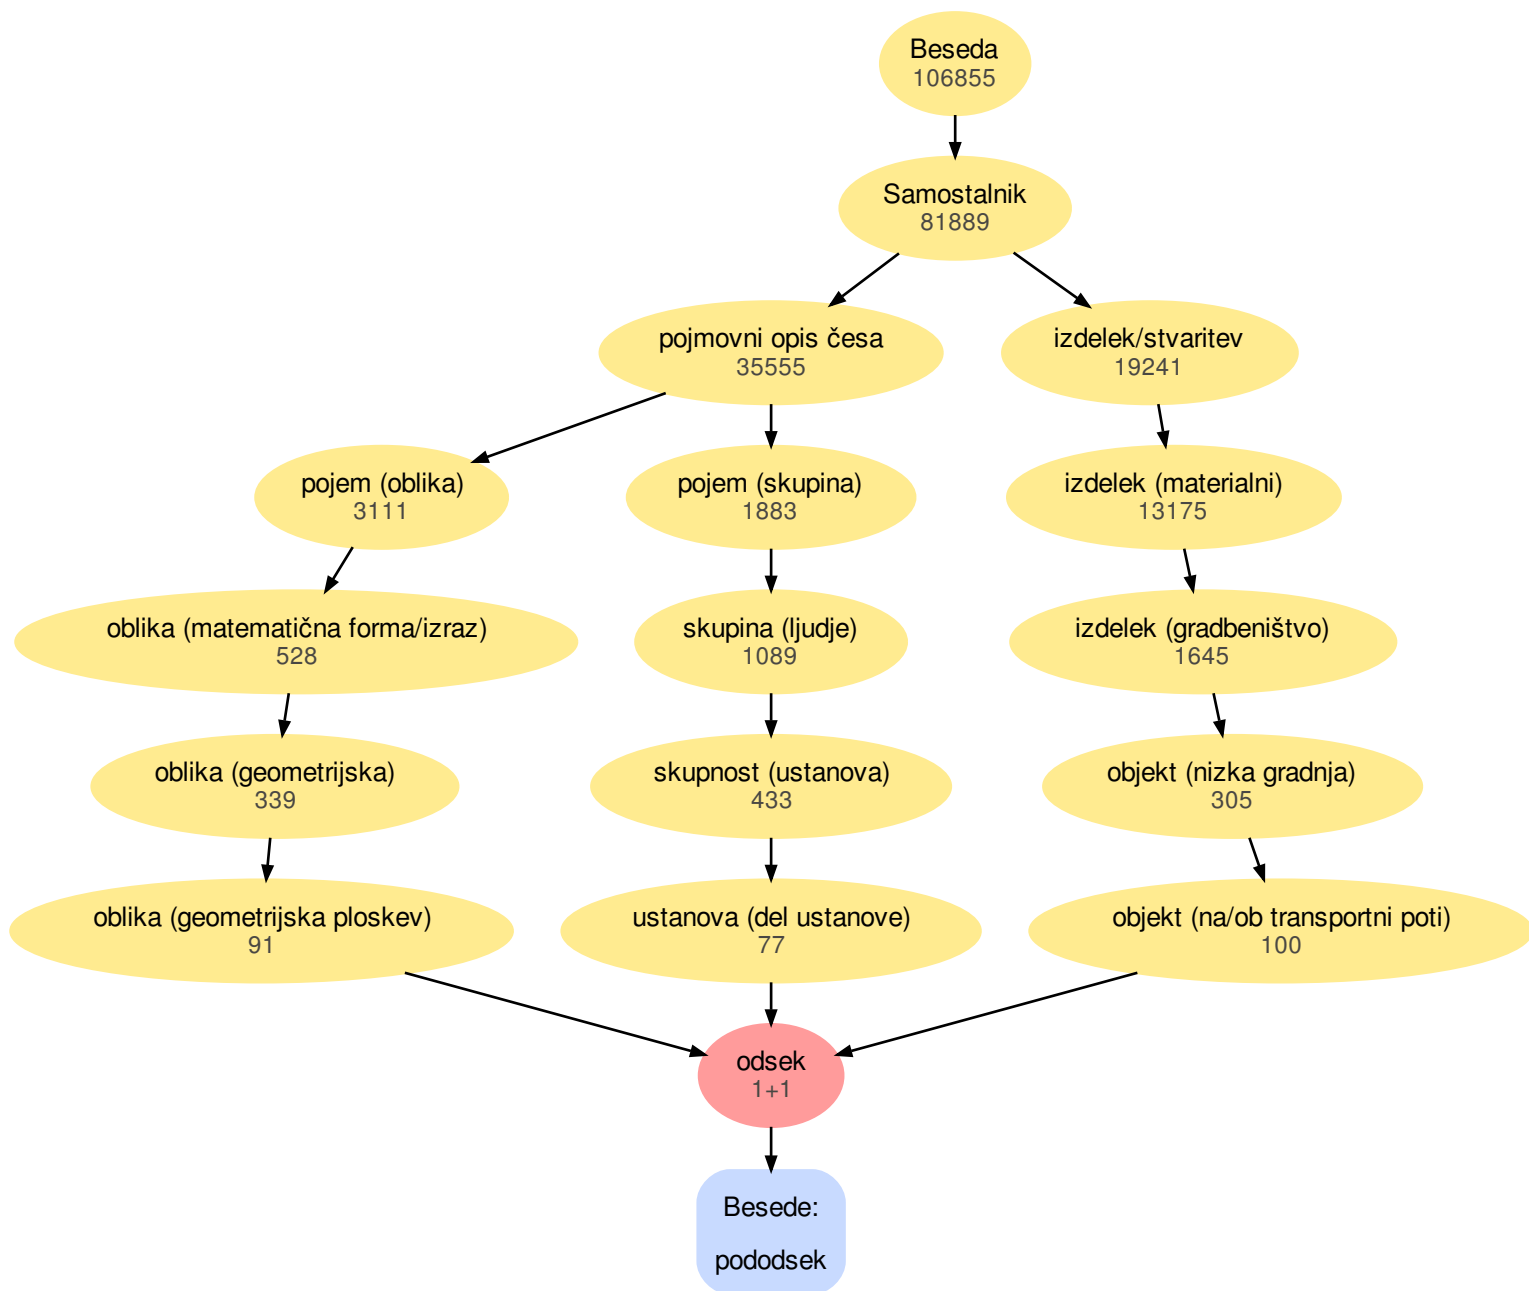 Beseda
106855
Samostalnik
81889
pojmovni opis česa
35555
izdelek/stvaritev
19241
pojem (oblika)
3111
pojem (skupina)
1883
izdelek (materialni)
13175
oblika (matematična forma/izraz)
528
skupina (ljudje)
1089
izdelek (gradbeništvo)
1645
oblika (geometrijska)
339
skupnost (ustanova)
433
objekt (nizka gradnja)
305
oblika (geometrijska ploskev)
91
ustanova (del ustanove)
77
objekt (na/ob transportni poti)
100
odsek
1+1
Besede:
pododsek